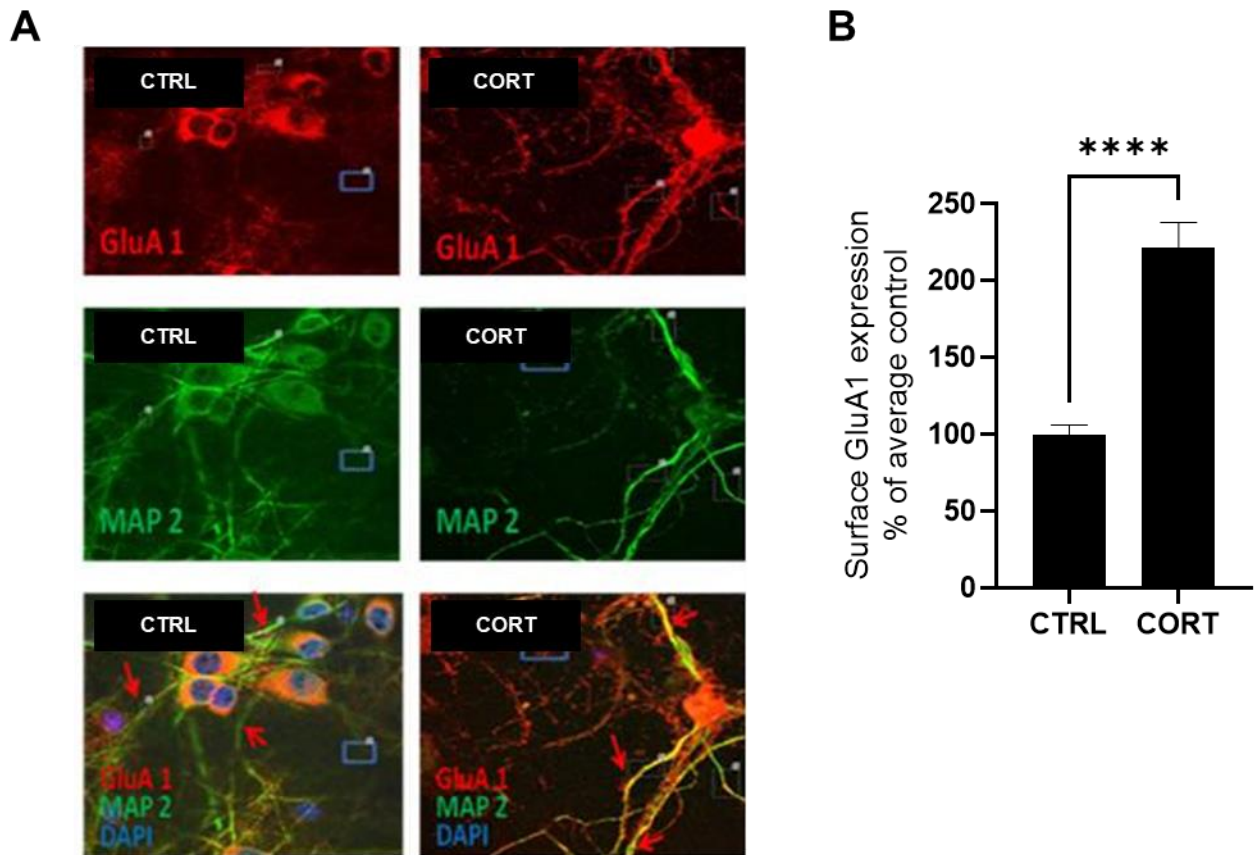 A
CTRL
GluA 1
CORT
GluA 1
CTRL
MAP 2
CORT
MAP 2
CTRL
GluA 1
MAP 2
DAPI
CORT
GluA 1
MAP 2
DAPI
B
****
Surface GluA1 expression
% of average control
250
200
150
100
50
0
CTRL
CORT